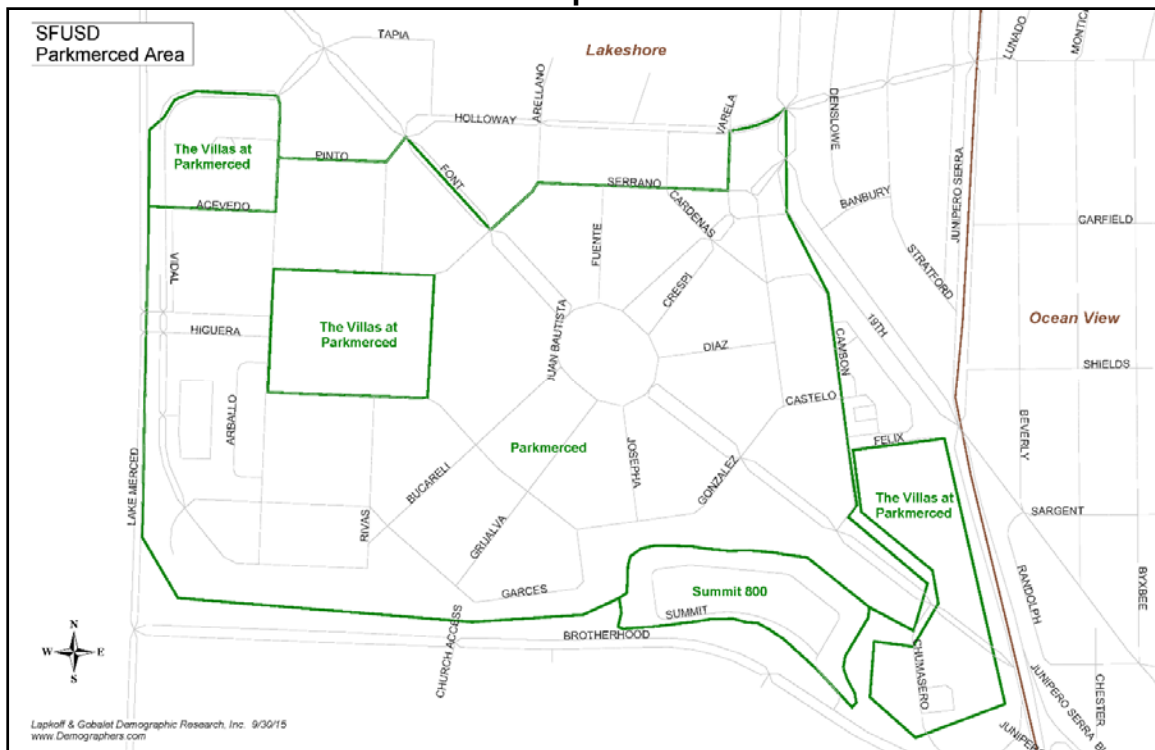 SFUSD
Parkmerced Area
TAPIA
Lakeshore
LUNADO
MONTICA
ARELLANO
HOLLOWAY
VARELA
DENSLOWE
The Villas at
Parkmerced
PINTO
FONT
SERRANO
JUNIPERO SERRA
ACEVEDO
CARDENAS
BANBURY
GARFIELD
VIDAL
FUENTE
CRESPI
STRATFORD
HIGUERA
The Villas at
Parkmerced
JUAN BAUTISTA
DIAZ
CAMBON
19TH
Ocean View
SHIELDS
ARBALLO
CASTELO
BEVERLY
Parkmerced
FELIX
LAKE MERCED
BUCARELI
JOSEPHA
GONZALEZ
The Villas at
Parkmerced
SARGENT
RIVAS
GRIJALVA
GARCES
Summit 800
SUMMIT
RANDOLPH
BYXBEE
N
W
E
S
CHURCH ACCESS
BROTHERHOOD
CHUMASERO
JUNIPERO SERRA B
CHESTER
JUNIPER
Lapkoff & Gobalet Demographic Research, Inc. 9/30/15
www.Demographers.com